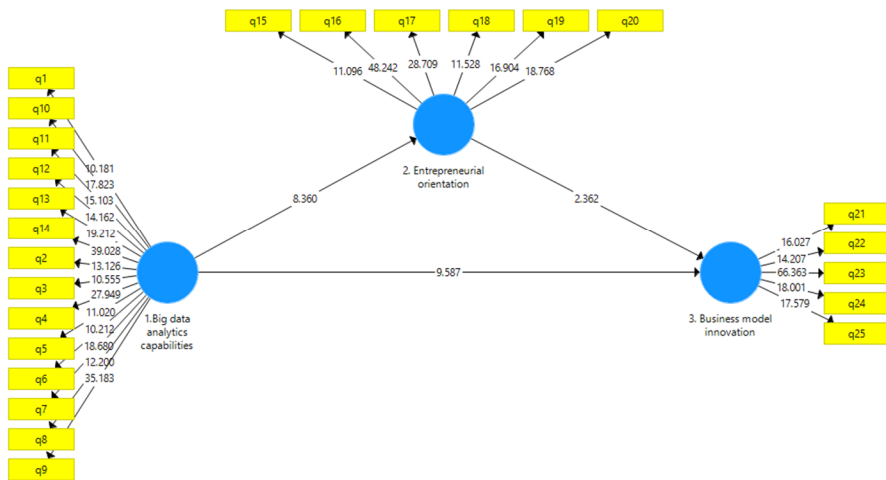 q15
q16
q17
q18
q19
q20
11.096
48.242
28.709
11.528
16.904
18.768
2. Entrepreneurial
orientation
q1
q10
q11
q12
q13
q14
q2
q3
q4
q5
q6
q7
q8
q9
10.181
17.823
15.103
14.162
19.212
39.028
13.126
10.555
27.949
11.020
10.212
18.680
12.200
35.183
1.Big data
analytics
capabilities
8.360
2.362
9.587
3. Business model
innovation
16.027
14.207
66.363
18.001
17.579
q21
q22
q23
q24
q25